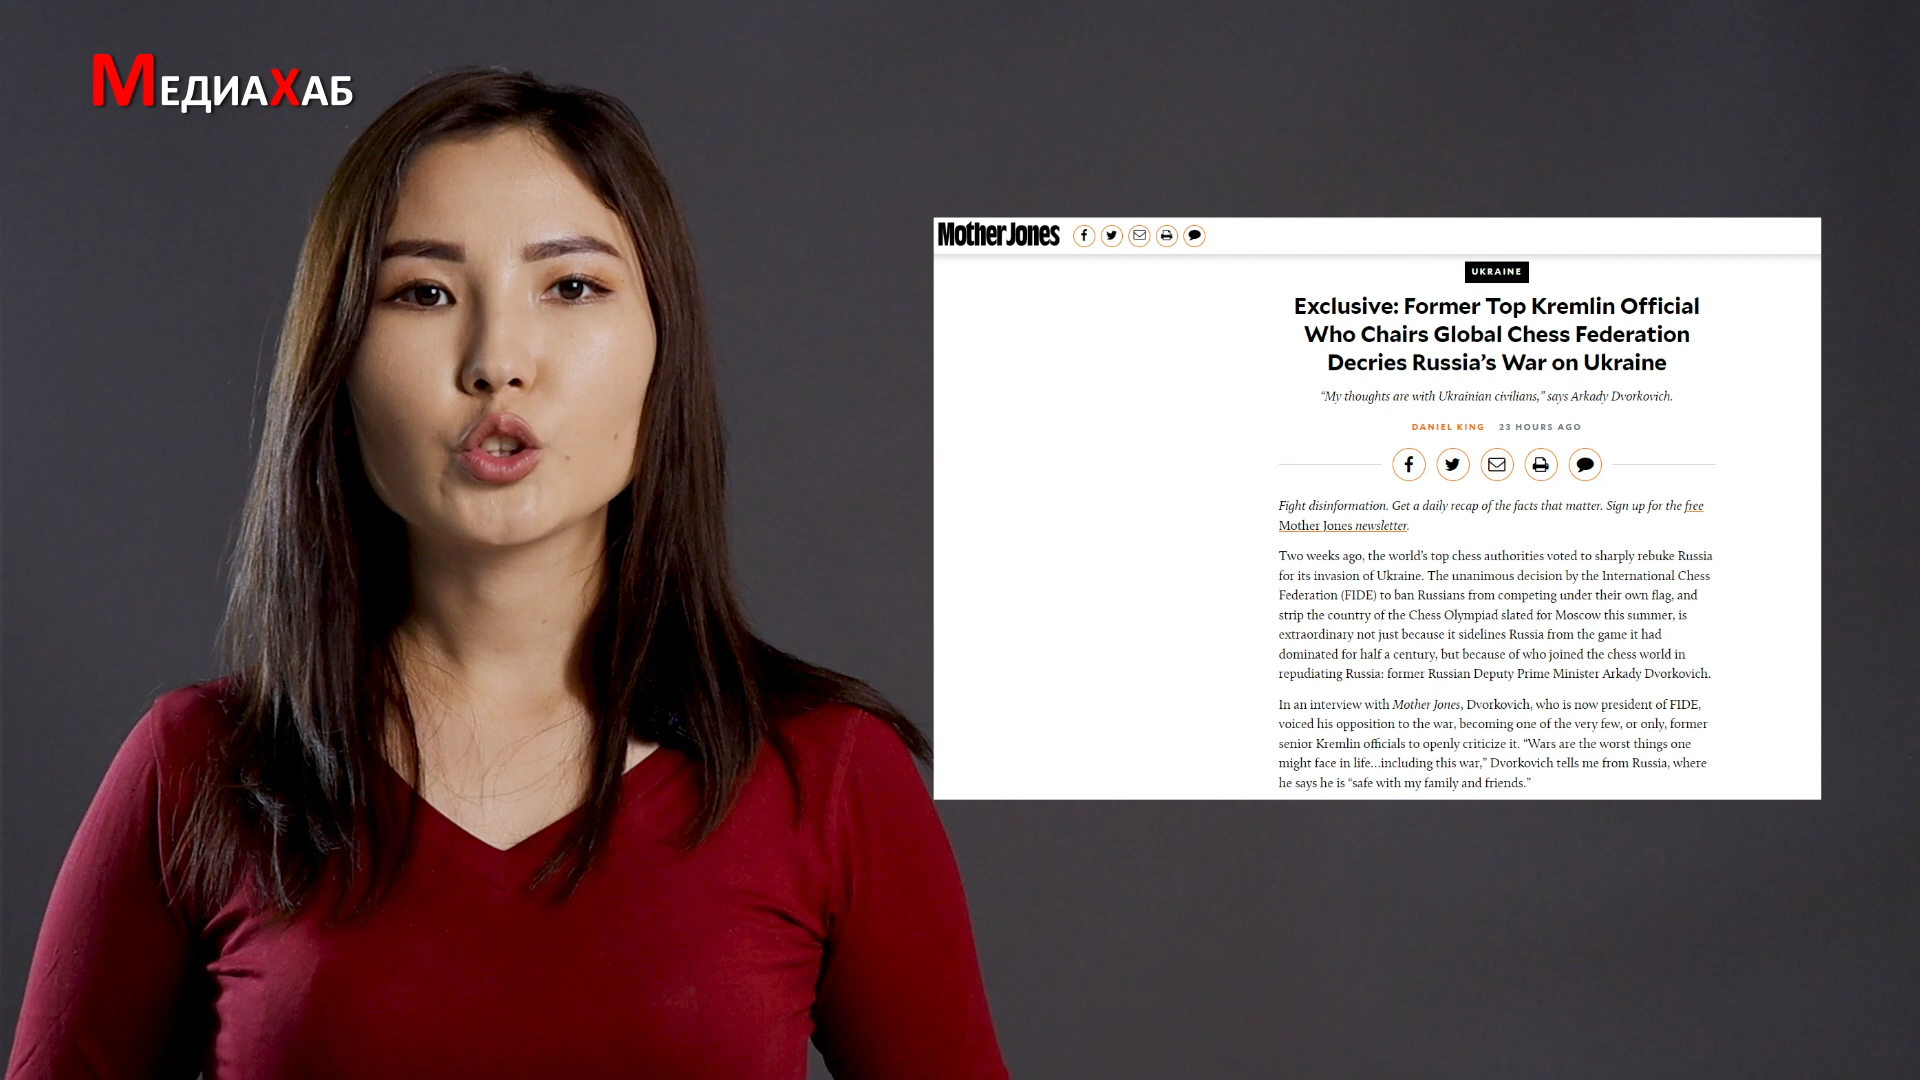 МЕДИАХАБ
Mother Jones
UKRAINE
Exclusive: Former Top Kremlin Official
Who Chairs Global Chess Federation
Decries Russia’s War on Ukraine
“My thoughts are with Ukrainian civilians,” says Arkady Dvorkovich.
DANIEL KING 23 HOURS AGO
Fight disinformation. Get a daily recap of the facts that matter. Sign up for the free
Mother Jones newsletter.
Two weeks ago, the world’s top chess authorities voted to sharply rebuke Russia
for its invasion of Ukraine. The unanimous decision by the International Chess
Federation (FIDE) to ban Russians from competing under their own flag, and
strip the country of the Chess Olympiad slated for Moscow this summer, is
extraordinary not just because it sidelines Russia from the game it had
dominated for half a century, but because of who joined the chess world in
repudiating Russia: former Russian Deputy Prime Minister Arkady Dvorkovich.
In an interview with Mother Jones, Dvorkovich, who is now president of FIDE,
voiced his opposition to the war, becoming one of the very few, or only, former
senior Kremlin officials to openly criticize it. “Wars are the worst things one
might face in life…including this war,” Dvorkovich tells me from Russia, where
he says he is “safe with my family and friends.”